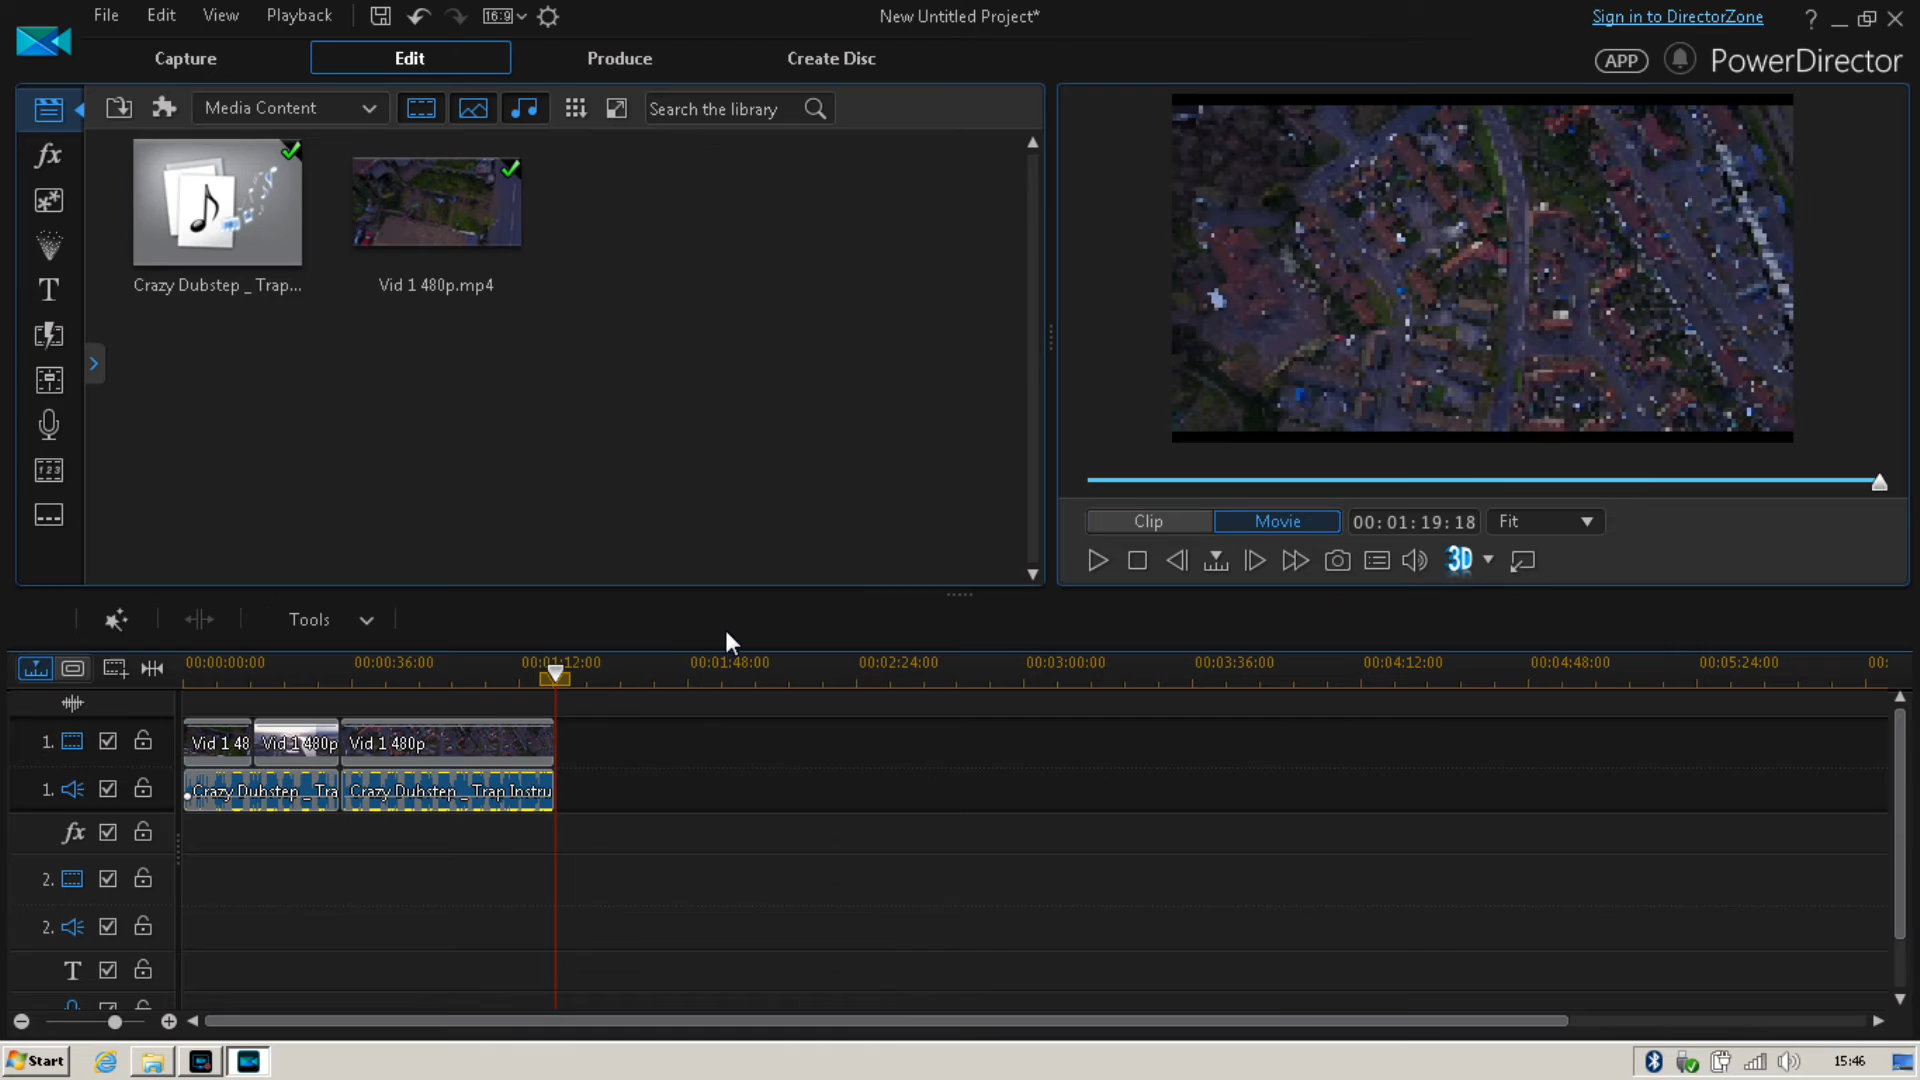 File Edit View Playback 16:9 New Untitled Project* Sign in to DirectorZone ?
Capture Edit Produce Create Disc APP PowerDirector
Media Content Search the library
fx
Crazy Dubstep _ Trap... Vid 1 480p.mp4
T
Clip Movie 00:01:19:18 Fit
123
3D
Tools
00:00:00:00 00:00:36:00 00:01:12:00 00:01:48:00 00:02:24:00 00:03:00:00 00:03:36:00 00:04:12:00 00:04:48:00 00:05:24:00 00:
1. Vid 1 48 Vid 1 480p Vid 1 480p
1. Crazy Dubstep _ Tra Crazy Dubstep _ Trap Instru
fx
2.
2.
T
Start 15:46